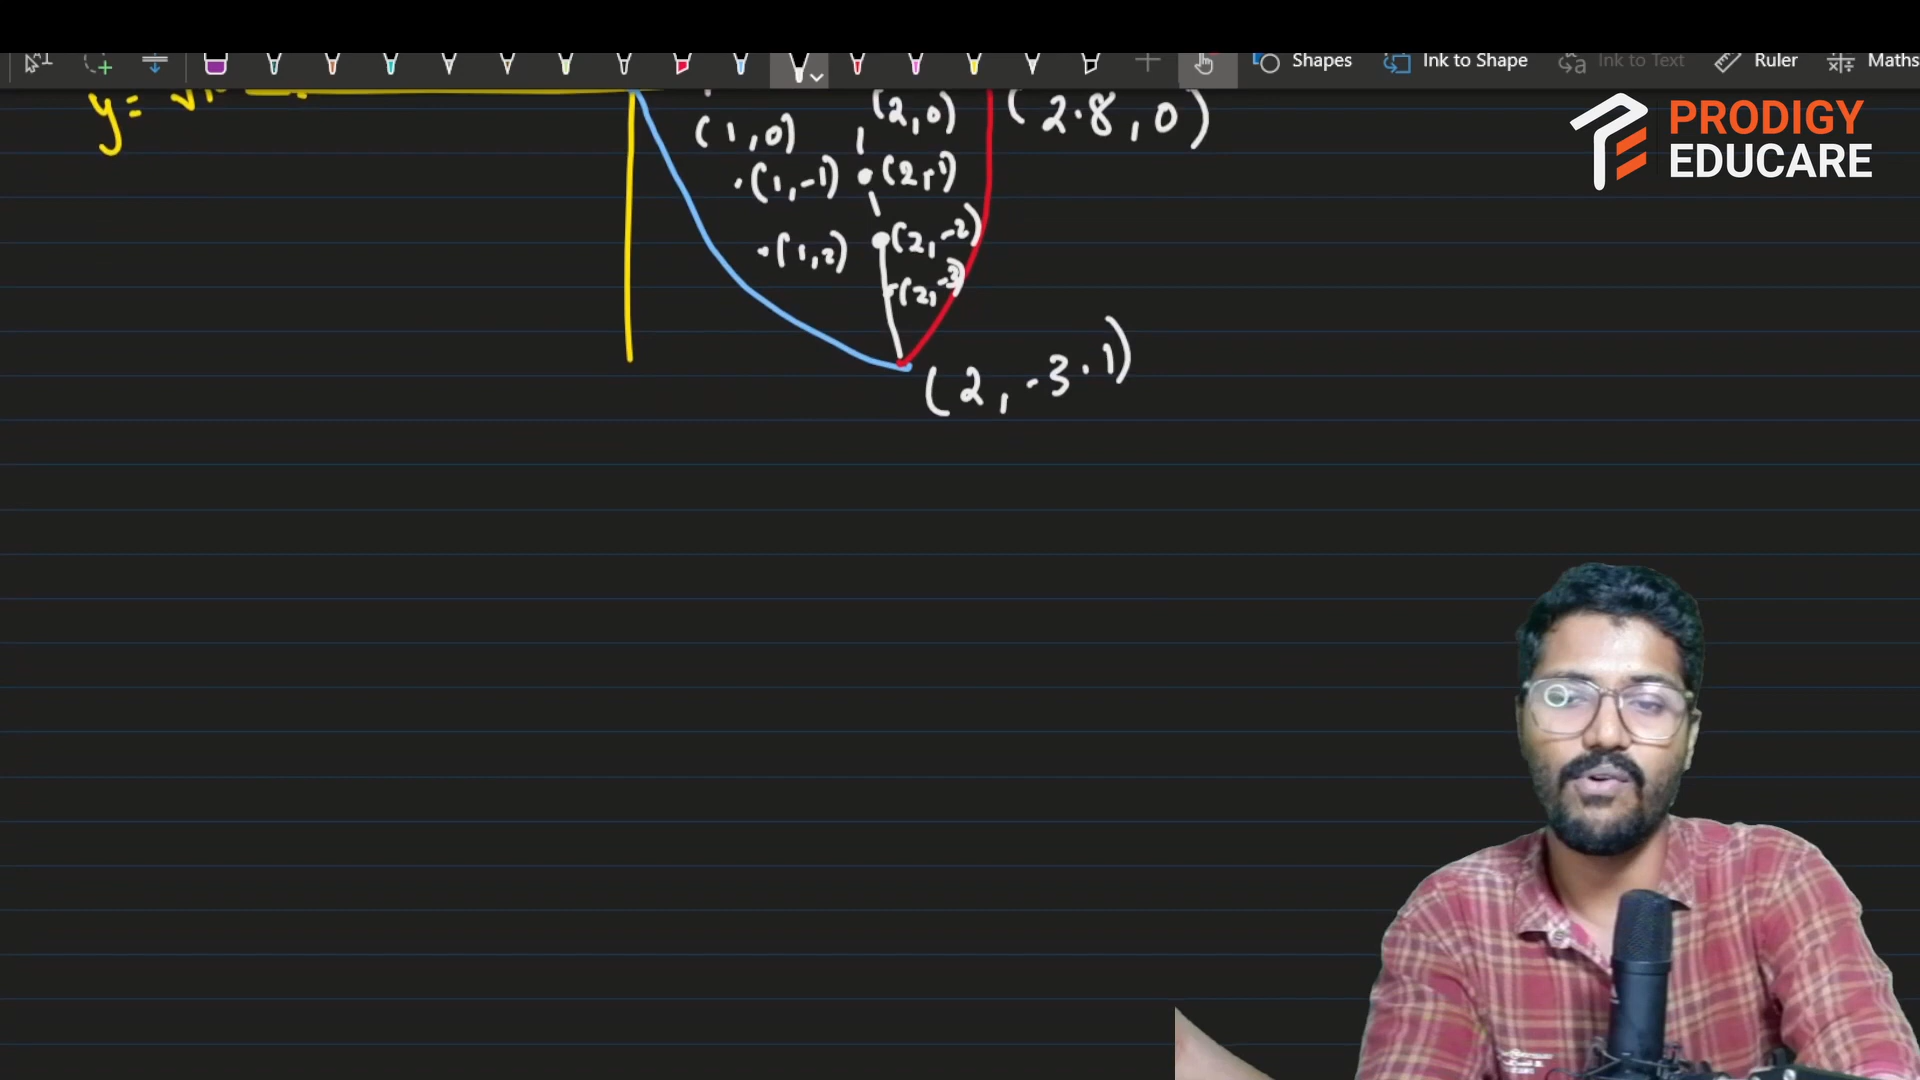 Shapes Ink to Shape Ink to Text Ruler Maths
PRODIGY
EDUCARE
y =
(1,0) (2,0) (2.8,0)
.(1,-1) (2,-1)
.(1,2) (2,-2)
(2,-3)
(2,-3.1)